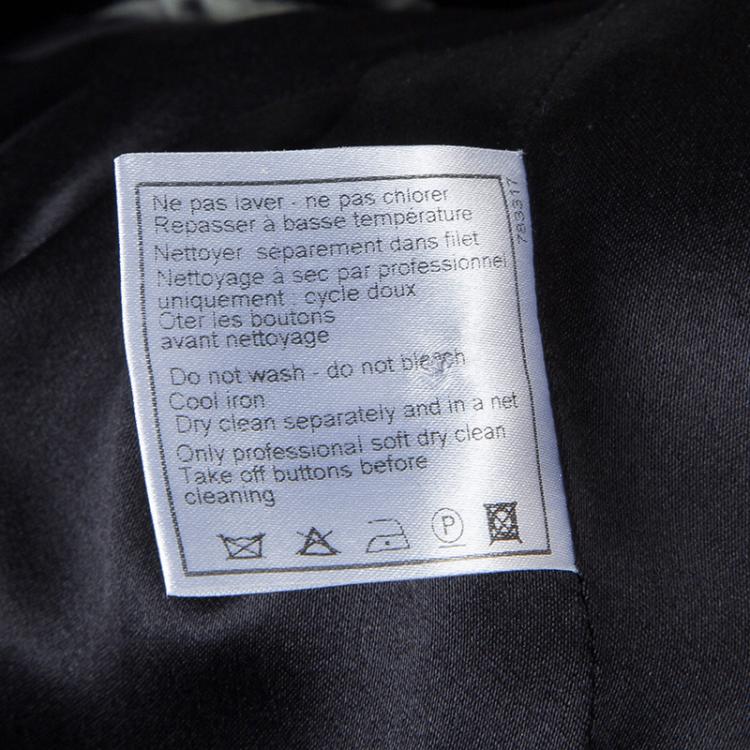 Ne pas laver - ne pas chlorer
Repasser à basse température
Nettoyer séparement dans filet
Nettoyage à sec par professionnel
uniquement : cycle doux
Oter les boutons
avant nettoyage
Do not wash - do not bleach
Cool iron
Dry clean separately and in a net
Only professional soft dry clean
Take off buttons before
cleaning
P
783317